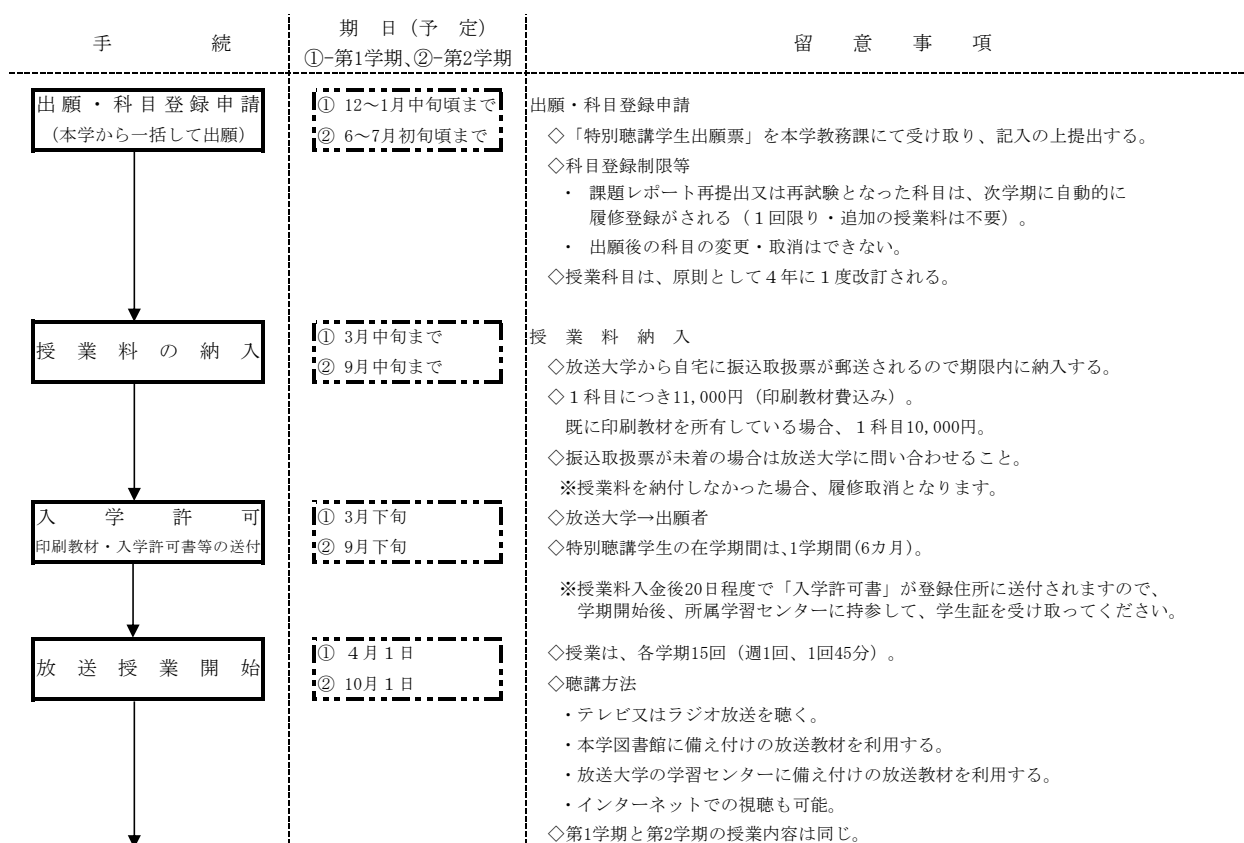 手 続
期 日（予 定）
①-第1学期、②-第2学期
留 意 事 項
出願・科目登録申請
（本学から一括して出願）
① 12～1月中旬頃まで
② 6～7月初旬頃まで
出願・科目登録申請
◇「特別聴講学生出願票」を本学教務課にて受け取り、記入の上提出する。
◇科目登録制限等
・ 課題レポート再提出又は再試験となった科目は、次学期に自動的に
履修登録がされる（１回限り・追加の授業料は不要）。
・ 出願後の科目の変更・取消はできない。
◇授業科目は、原則として４年に１度改訂される。
授 業 料 の 納 入
① 3月中旬まで
② 9月中旬まで
授 業 料 納 入
◇放送大学から自宅に振込取扱票が郵送されるので期限内に納入する。
◇１科目につき11,000円（印刷教材費込み）。
既に印刷教材を所有している場合、１科目10,000円。
◇振込取扱票が未着の場合は放送大学に問い合わせること。
※授業料を納付しなかった場合、履修取消となります。
入 学 許 可
印刷教材・入学許可書等の送付
① 3月下旬
② 9月下旬
◇放送大学→出願者
◇特別聴講学生の在学期間は、1学期間(6カ月)。
※授業料入金後20日程度で「入学許可書」が登録住所に送付されますので、
学期開始後、所属学習センターに持参して、学生証を受け取ってください。
放 送 授 業 開 始
① ４月１日
② 10月１日
◇授業は、各学期15回（週1回、1回45分）。
◇聴講方法
・テレビ又はラジオ放送を聴く。
・本学図書館に備え付けの放送教材を利用する。
・放送大学の学習センターに備え付けの放送教材を利用する。
・インターネットでの視聴も可能。
◇第1学期と第2学期の授業内容は同じ。